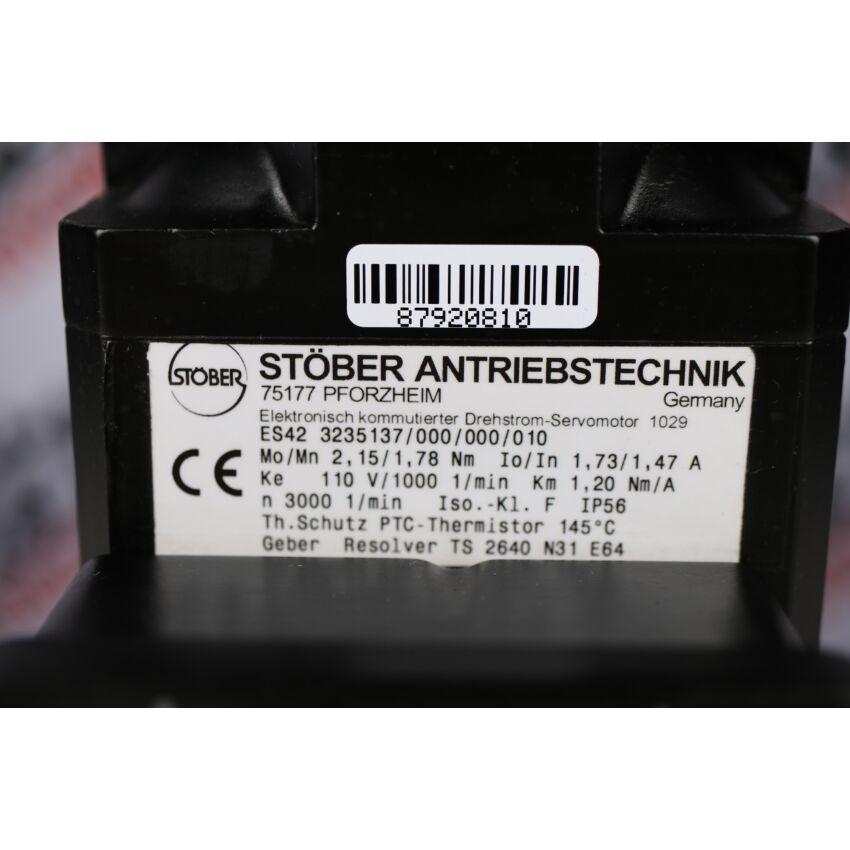 87920810
STÖBER
STÖBER ANTRIEBSTECHNIK
75177 PFORZHEIM Germany
Elektronisch kommutierter Drehstrom-Servomotor 1029
ES42 3235137/000/000/010
CE
Mo/Mn 2,15/1,78 Nm Io/In 1,73/1,47 A
Ke 110 V/1000 1/min Km 1,20 Nm/A
n 3000 1/min Iso.-Kl. F IP56
Th.Schutz PTC-Thermistor 145°C
Geber Resolver TS 2640 N31 E64